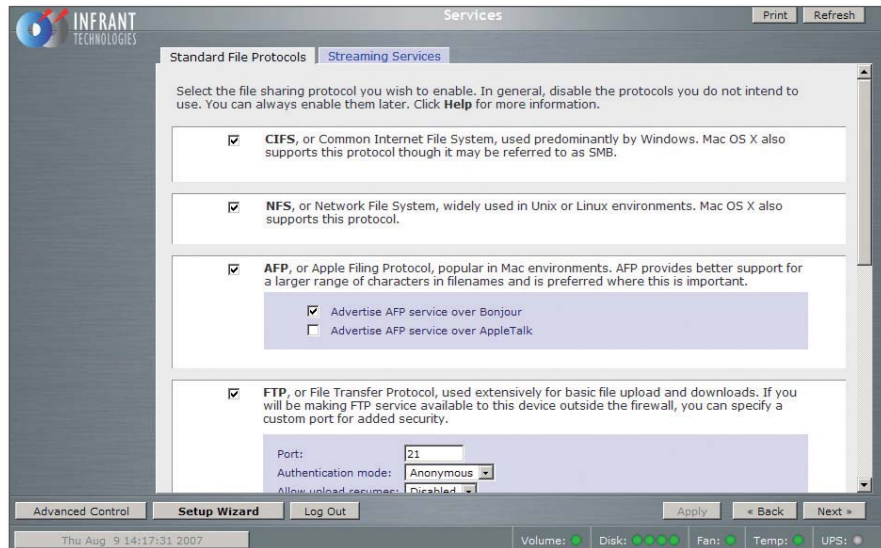 INFRANT
TECHNOLOGIES
Services
Print
Refresh
Standard File Protocols
Streaming Services
Select the file sharing protocol you wish to enable. In general, disable the protocols you do not intend to
use. You can always enable them later. Click Help for more information.
CIFS, or Common Internet File System, used predominantly by Windows. Mac OS X also
supports this protocol though it may be referred to as SMB.
NFS, or Network File System, widely used in Unix or Linux environments. Mac OS X also
supports this protocol.
AFP, or Apple Filing Protocol, popular in Mac environments. AFP provides better support for
a larger range of characters in filenames and is preferred where this is important.
Advertise AFP service over Bonjour
Advertise AFP service over AppleTalk
FTP, or File Transfer Protocol, used extensively for basic file upload and downloads. If you
will be making FTP service available to this device outside the firewall, you can specify a
custom port for added security.
Port: 21
Authentication mode: Anonymous
Allow upload resumes: Disabled
Advanced Control
Setup Wizard
Log Out
Apply
« Back
Next »
Thu Aug 9 14:17:31 2007
Volume:
Disk:
Fan:
Temp:
UPS: